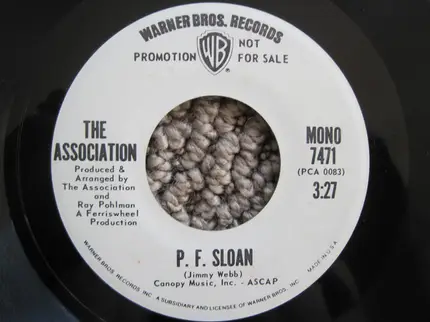 WARNER BROS. RECORDS
PROMOTION NOT FOR SALE
WB
®
THE
ASSOCIATION
Produced &
Arranged by
The Association
and
Ray Pohlman
A Ferriswheel
Production
MONO
7471
(PCA 0083)
3:27
P. F. SLOAN
(Jimmy Webb)
Canopy Music, Inc. - ASCAP
WARNER BROS. RECORDS INC. A SUBSIDIARY AND LICENSEE OF WARNER BROS. INC.
MADE IN U.S.A.